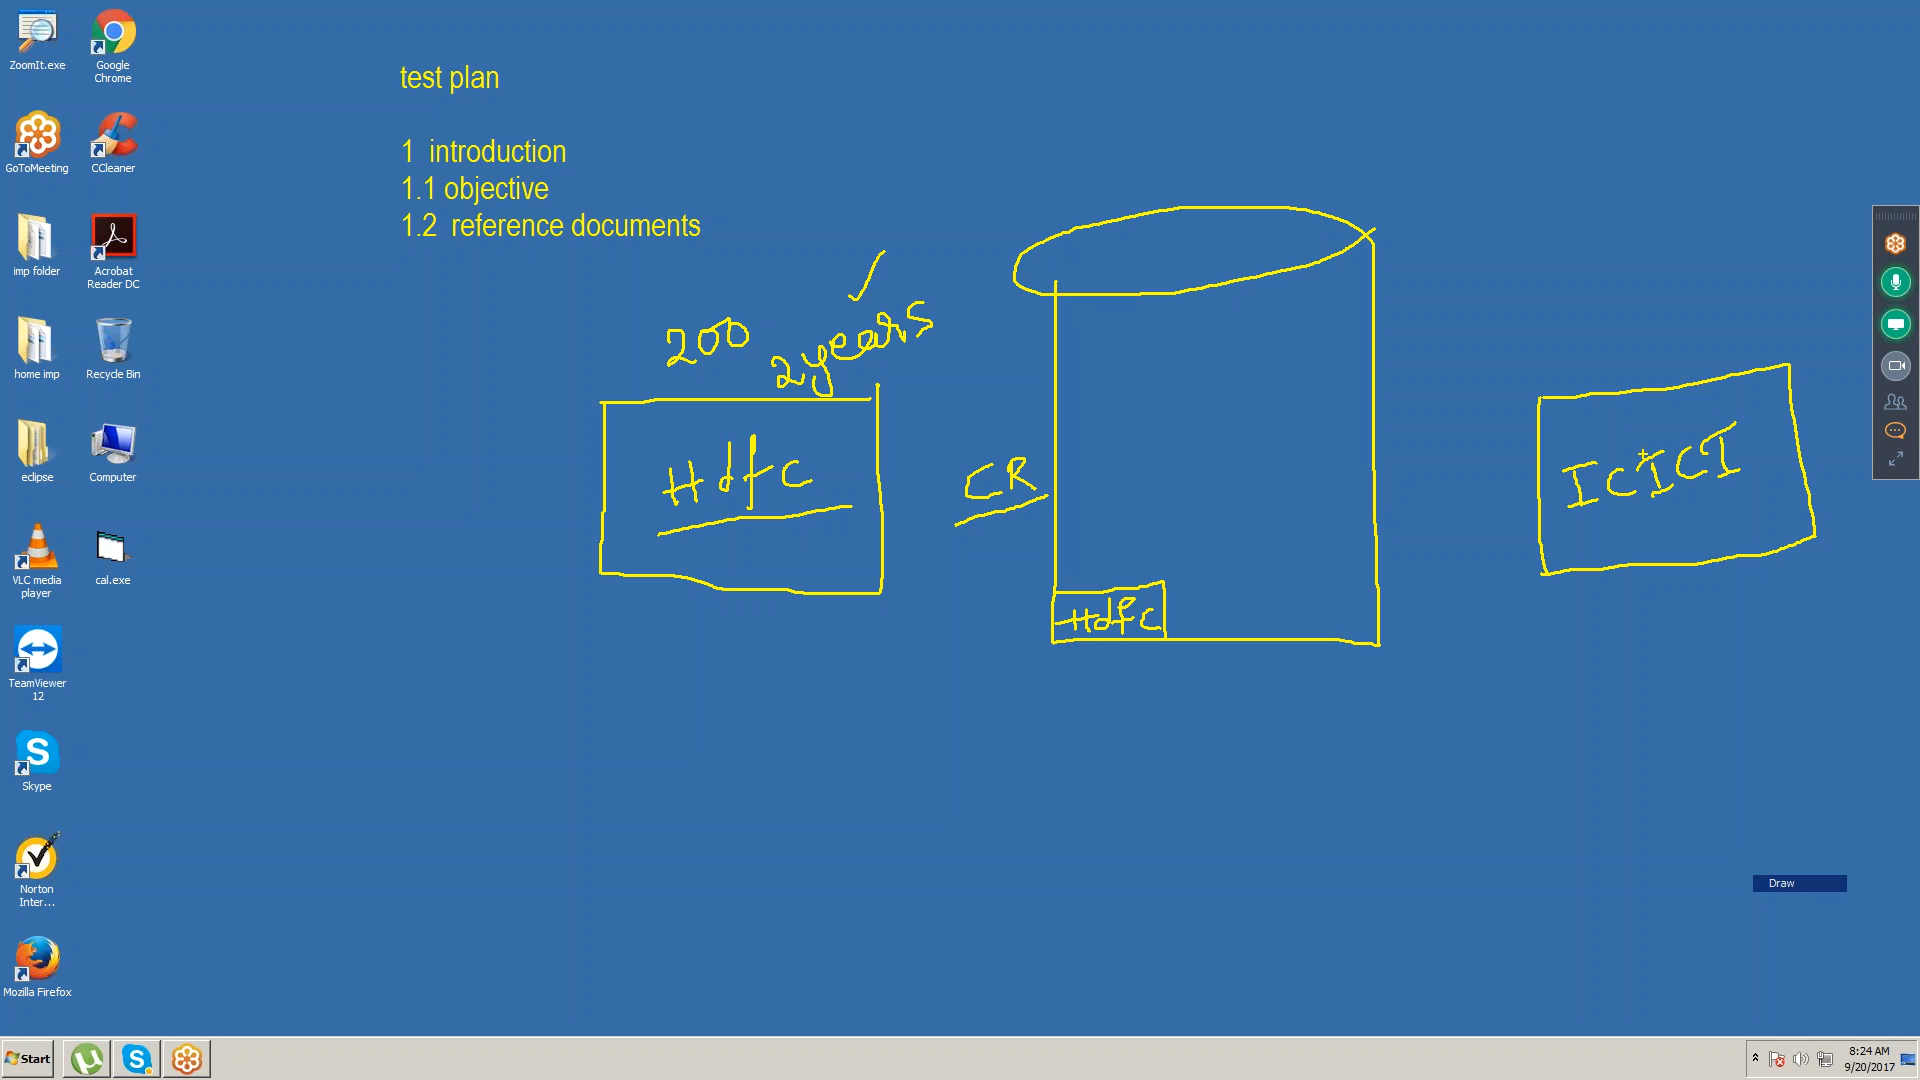 ZoomIt.exe
Google Chrome
GoToMeeting
CCleaner
imp folder
Acrobat Reader DC
home imp
Recycle Bin
eclipse
Computer
VLC media player
cal.exe
TeamViewer 12
Skype
Norton Inter...
Mozilla Firefox
test plan
1 introduction
1.1 objective
1.2 reference documents
200
2years
Hdfc
CR
Hdfc
ICICI
Draw
Start
8:24 AM
9/20/2017